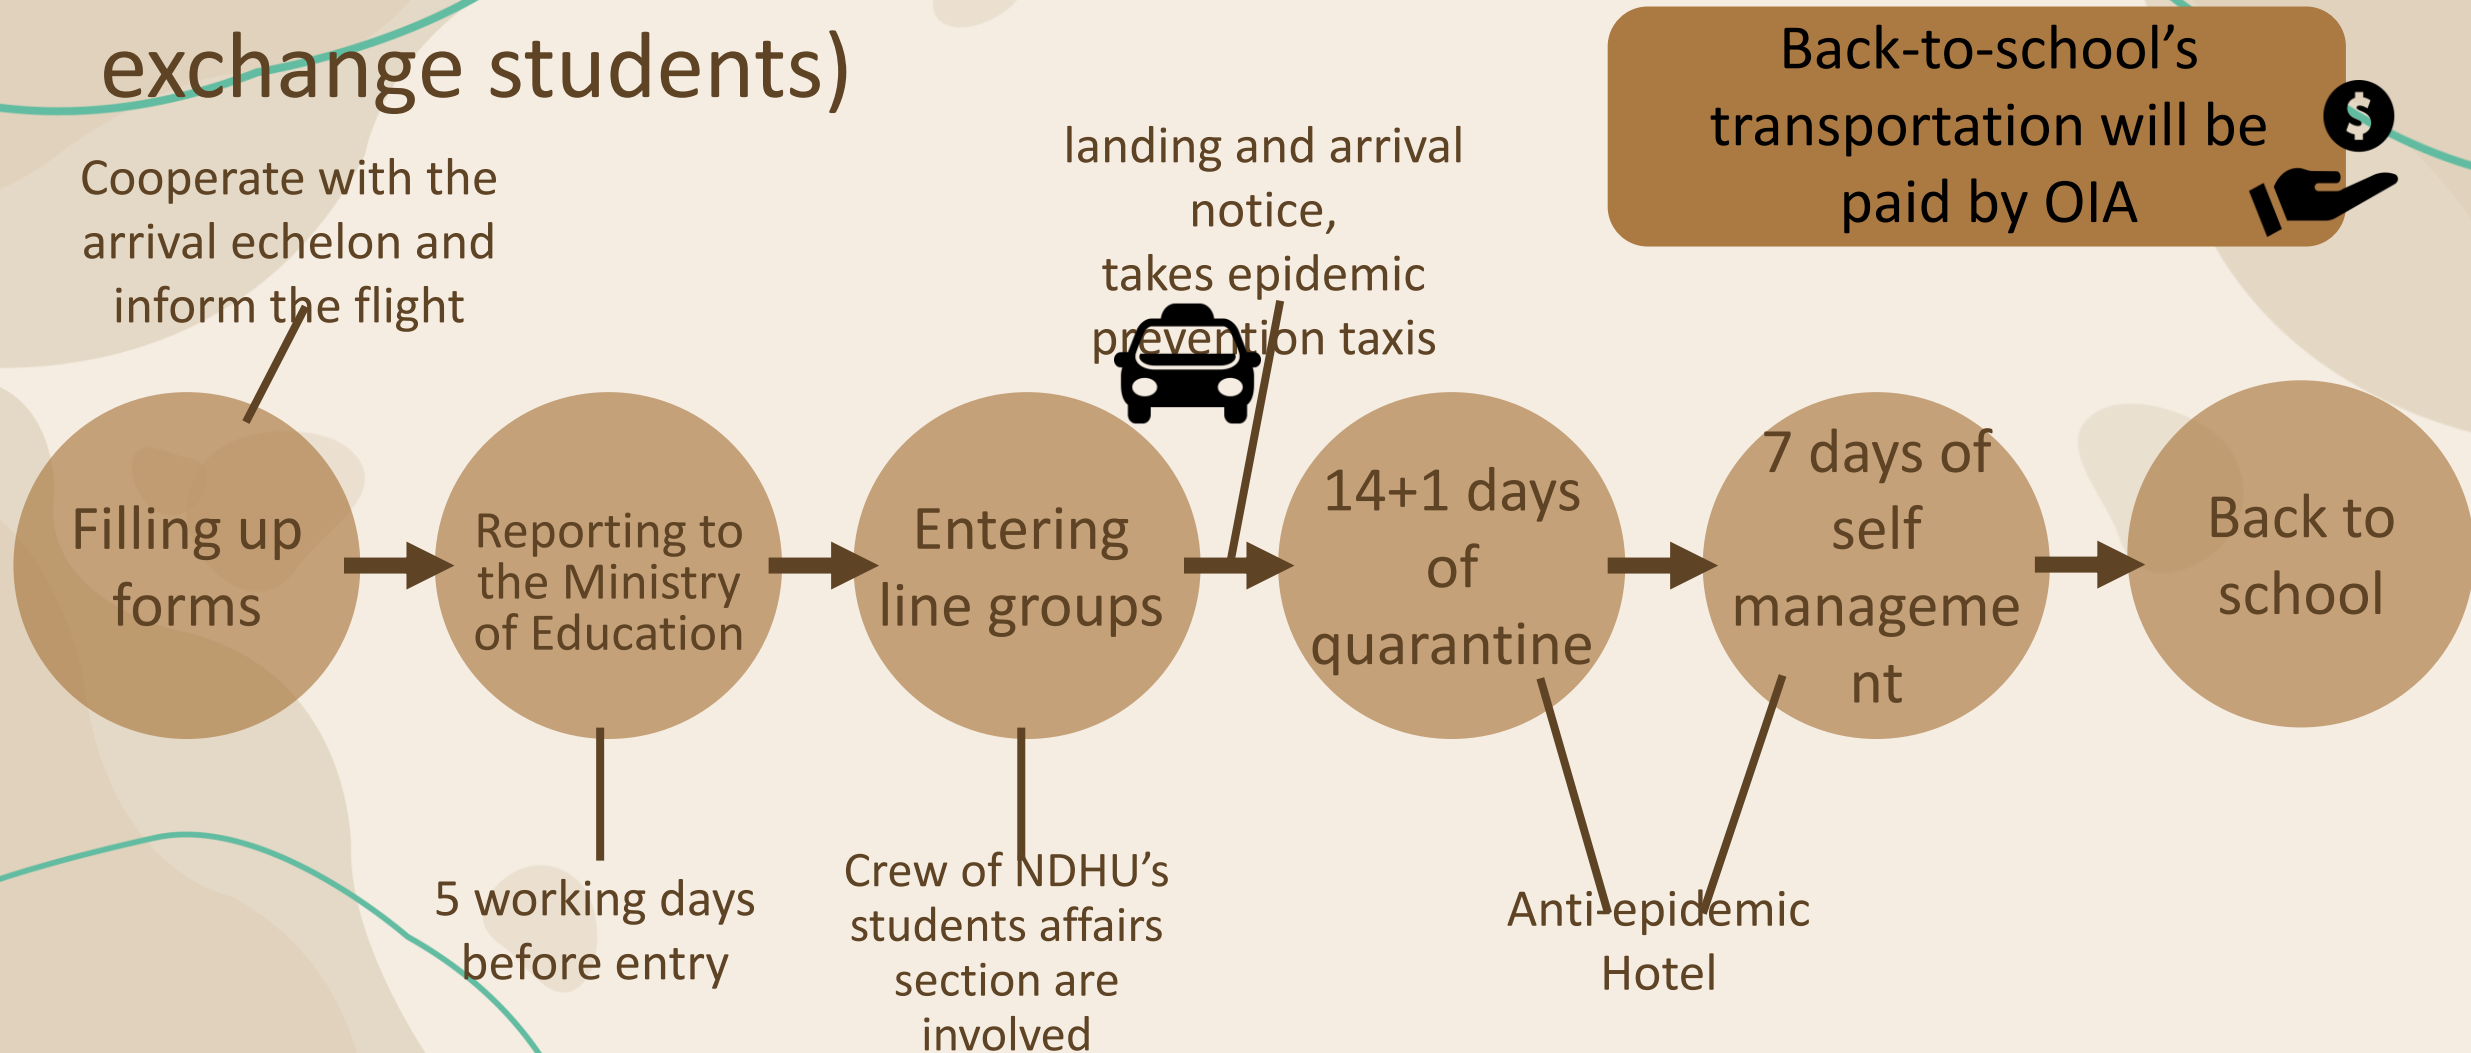 exchange students)
Back-to-school’s
transportation will be
paid by OIA
Cooperate with the
arrival echelon and
inform the flight
landing and arrival
notice,
takes epidemic
prevention taxis
Filling up
forms
Reporting to
the Ministry
of Education
Entering
line groups
14+1 days
of
quarantine
7 days of
self
manageme
nt
Back to
school
5 working days
before entry
Crew of NDHU’s
students affairs
section are
involved
Anti-epidemic
Hotel
$